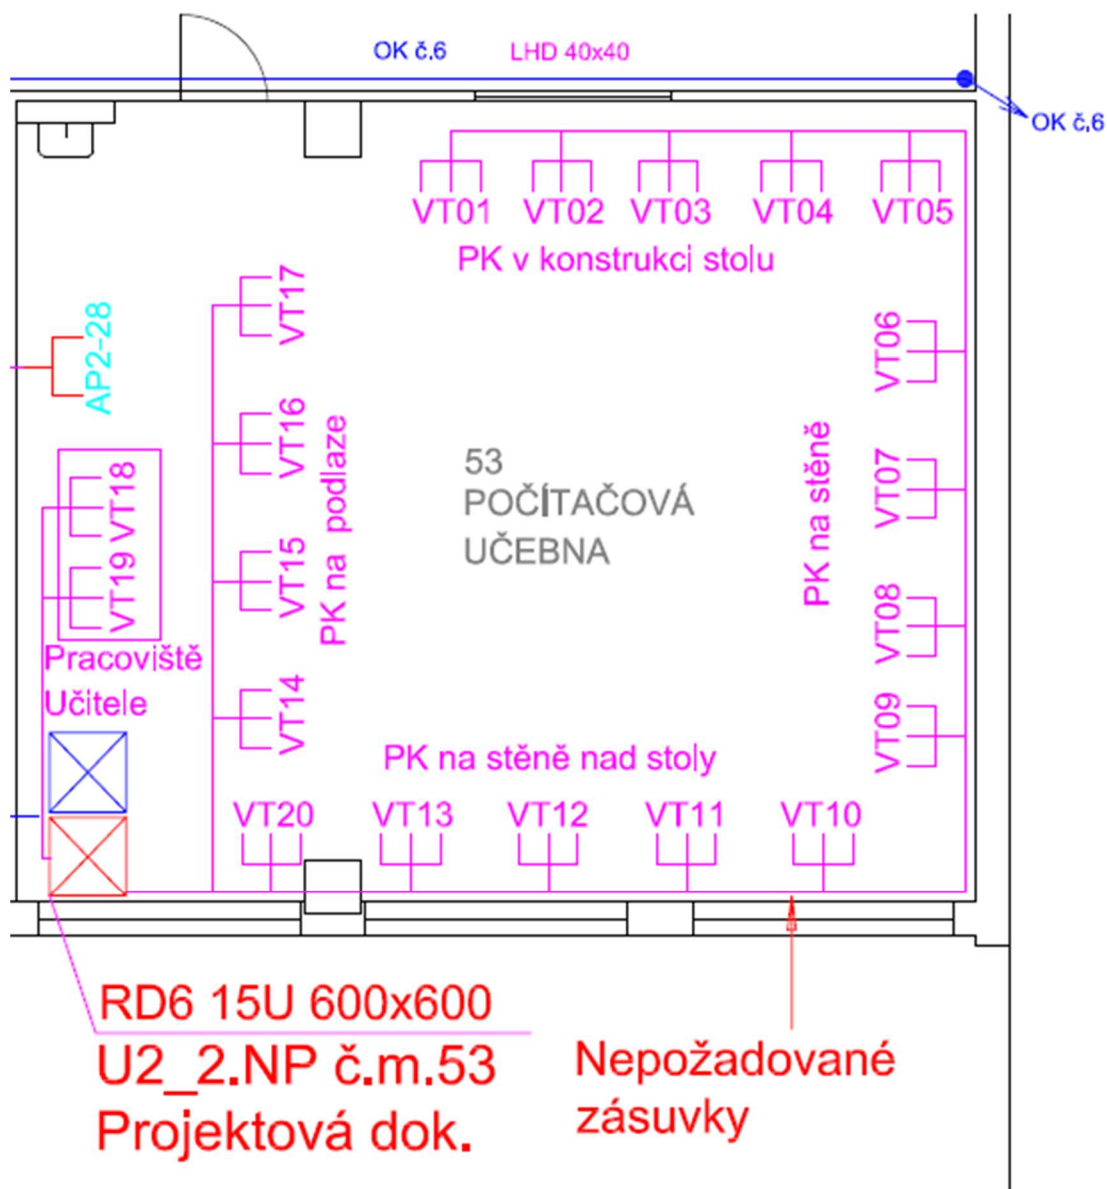 OK č.6
LHD 40x40
OK č.6
VT01
VT02
VT03
VT04
VT05
PK v konstrukci stolu
VT17
AP2-28
VT06
VT16
PK na podlaze
53
POČÍTAČOVÁ
UČEBNA
PK na stěně
VT07
VT18
VT19
VT15
VT08
Pracoviště
Učitele
VT14
VT09
PK na stěně nad stoly
VT20
VT13
VT12
VT11
VT10
RD6 15U 600x600
U2_2.NP č.m.53
Projektová dok.
Nepožadované
zásuvky